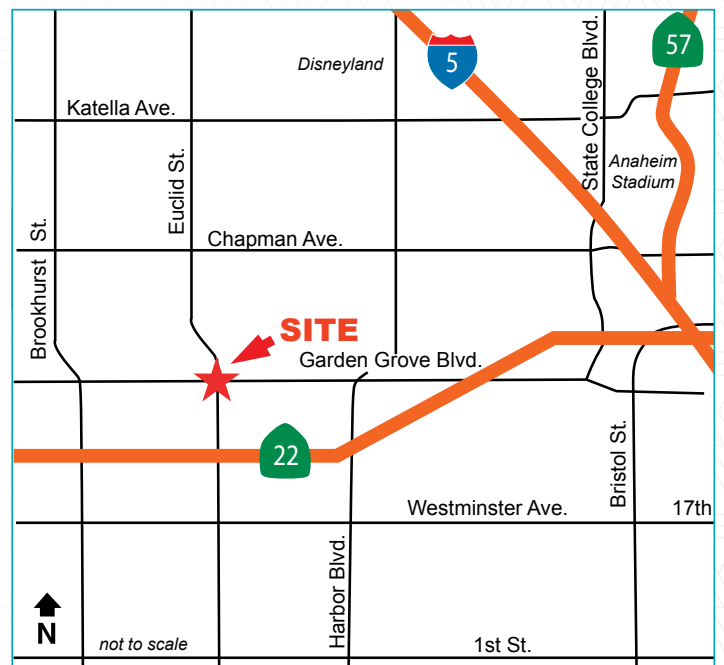 Disneyland
5
State College Blvd.
57
Katella Ave.
Euclid St.
Anaheim
Stadium
Brookhurst St.
Chapman Ave.
SITE
Garden Grove Blvd.
22
Bristol St.
Westminster Ave.
17th
Harbor Blvd.
N
not to scale
1st St.